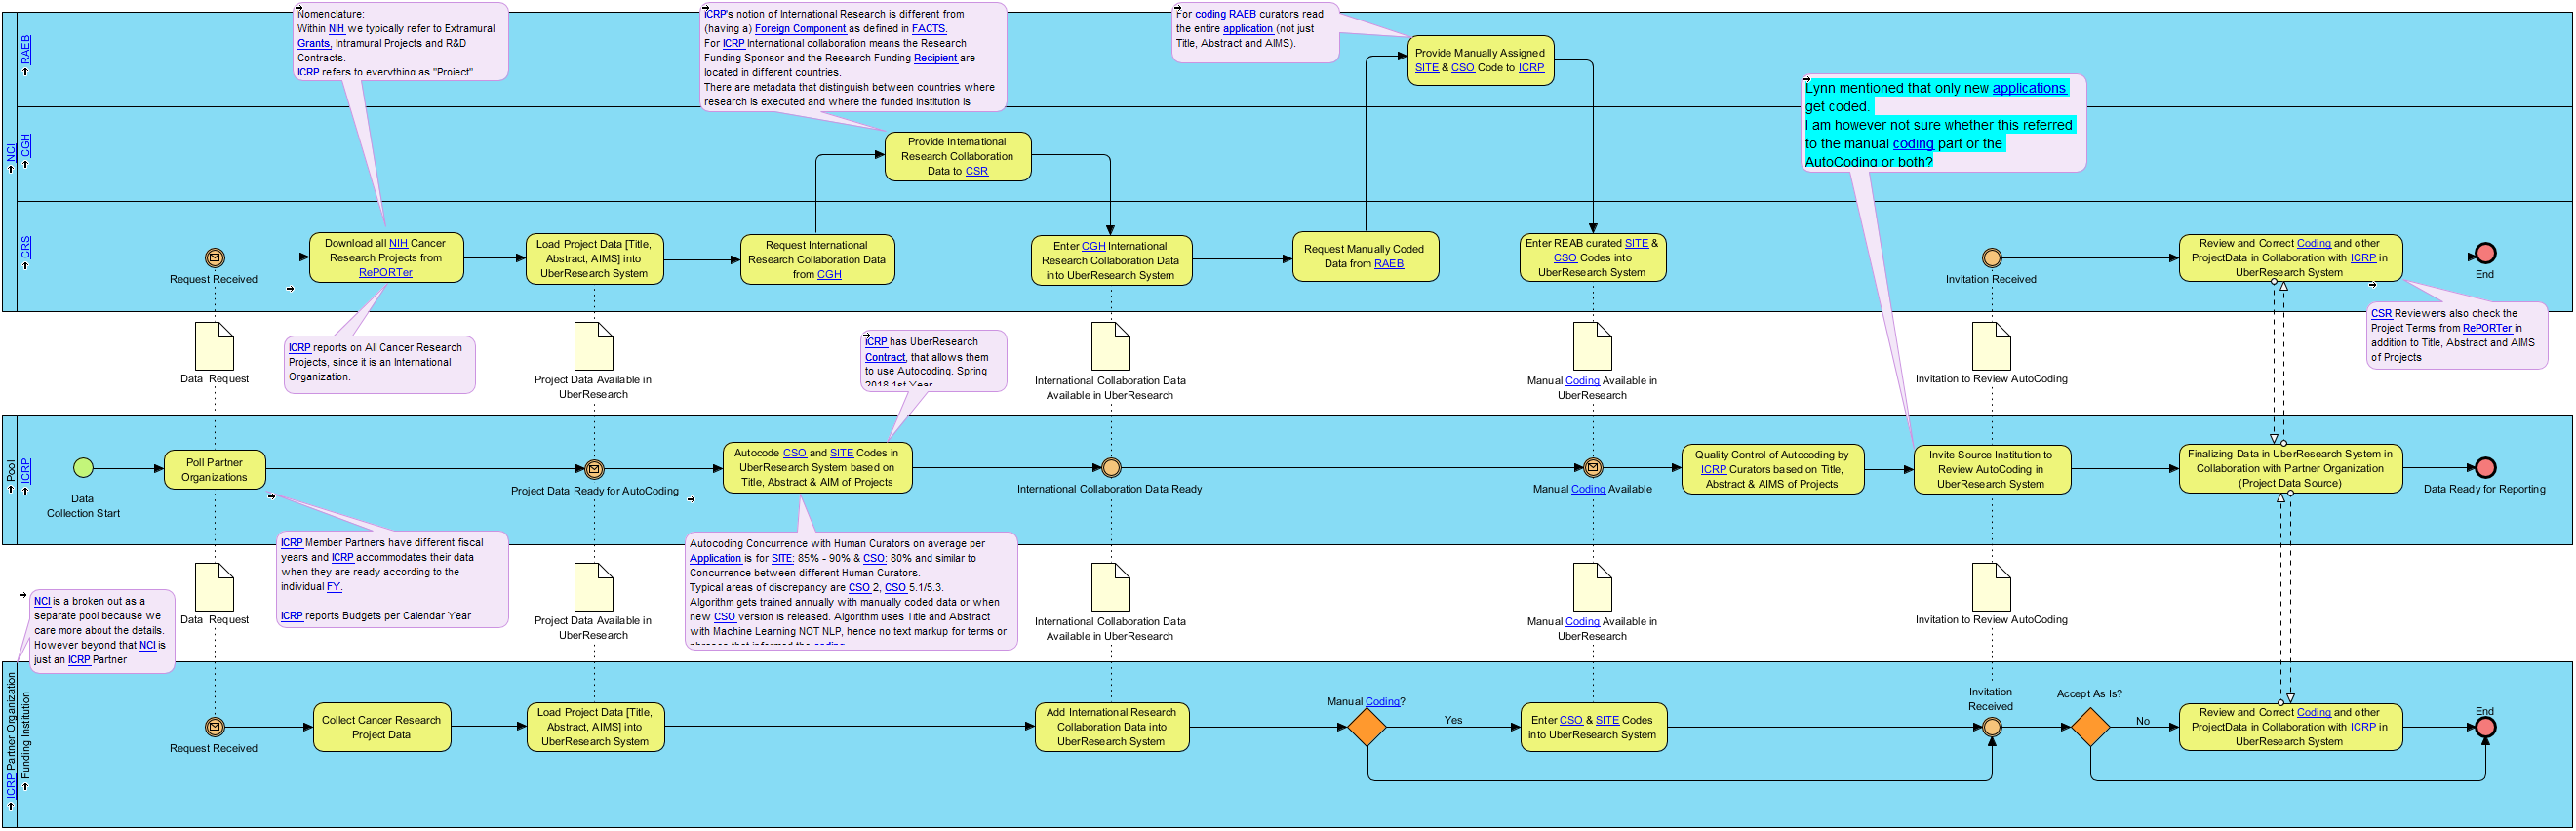 Nomenclature:
Within NIH we typically refer to Extramural
Grants, Intramural Projects and R&D
Contracts.
ICRP refers to everything as "Project"
ICRP's notion of International Research is different from
(having a) Foreign Component as defined in FACTS.
For ICRP International collaboration means the Research
Funding Sponsor and the Research Funding Recipient are
located in different countries.
There are metadata that distinguish between countries where
research is executed and where the funded institution is
For coding RAEB curators read
the entire application (not just
Title, Abstract and AIMS).
Provide Manually Assigned
SITE & CSO Code to ICRP
Lynn mentioned that only new applications
get coded.
I am however not sure whether this referred
to the manual coding part or the
AutoCoding or both?
NCI
RAEB
CGH
CRS
Provide International
Research Collaboration
Data to CSR
Request Received
Download all NIH Cancer
Research Projects from
RePORTer
Load Project Data [Title,
Abstract, AIMS] into
UberResearch System
Request International
Research Collaboration Data
from CGH
Enter CGH International
Research Collaboration Data
into UberResearch System
Request Manually Coded
Data from RAEB
Enter REAB curated SITE &
CSO Codes into
UberResearch System
Invitation Received
Review and Correct Coding and other
ProjectData in Collaboration with ICRP in
UberResearch System
End
CSR Reviewers also check the
Project Terms from RePORTer in
addition to Title, Abstract and AIMS
of Projects
ICRP reports on All Cancer Research
Projects, since it is an International
Organization.
ICRP has UberResearch
Contract, that allows them
to use Autocoding. Spring
2018 1st Year
Data Request
Project Data Available in
UberResearch
International Collaboration Data
Available in UberResearch
Manual Coding Available in
UberResearch
Invitation to Review AutoCoding
Pool
ICRP
Data
Collection Start
Poll Partner
Organizations
Project Data Ready for AutoCoding
Autocode CSO and SITE Codes in
UberResearch System based on
Title, Abstract & AIM of Projects
International Collaboration Data Ready
Manual Coding Available
Quality Control of Autocoding by
ICRP Curators based on Title,
Abstract & AIMS of Projects
Invite Source Institution to
Review AutoCoding in
UberResearch System
Finalizing Data in UberResearch System in
Collaboration with Partner Organization
(Project Data Source)
Data Ready for Reporting
ICRP Member Partners have different fiscal
years and ICRP accommodates their data
when they are ready according to the
individual FY.
ICRP reports Budgets per Calendar Year
Autocoding Concurrence with Human Curators on average per
Application is for SITE: 85% - 90% & CSO: 80% and similar to
Concurrence between different Human Curators.
Typical areas of discrepancy are CSO 2, CSO 5.1/5.3.
Algorithm gets trained annually with manually coded data or when
new CSO version is released. Algorithm uses Title and Abstract
with Machine Learning NOT NLP, hence no text markup for terms or
phrases that informed the coding
NCI is a broken out as a
separate pool because we
care more about the details.
However beyond that NCI is
just an ICRP Partner
Data Request
Project Data Available in
UberResearch
International Collaboration Data
Available in UberResearch
Manual Coding Available in
UberResearch
Invitation to Review AutoCoding
ICRP Partner Organization
Funding Institution
Request Received
Collect Cancer Research
Project Data
Load Project Data [Title,
Abstract, AIMS] into
UberResearch System
Add International Research
Collaboration Data into
UberResearch System
Manual Coding?
Yes
Enter CSO & SITE Codes
into UberResearch System
Invitation
Received
Accept As Is?
No
Review and Correct Coding and other
ProjectData in Collaboration with ICRP in
UberResearch System
End